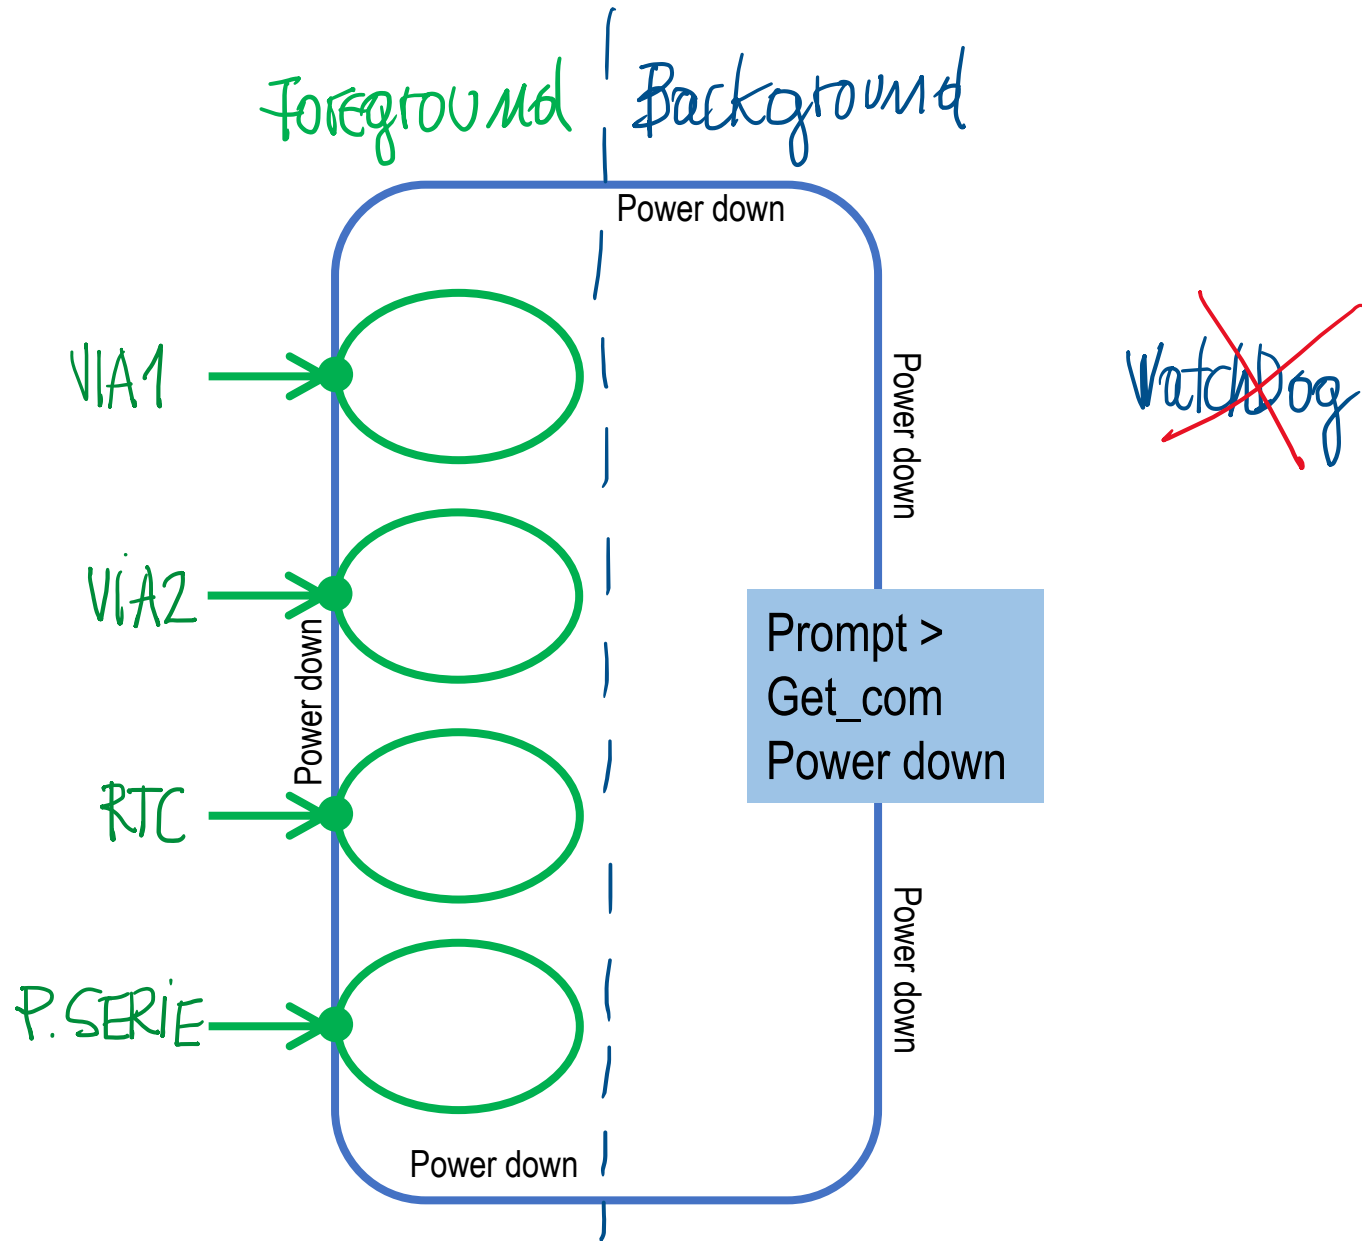 Foreground
Background
Power down
VIA1
Power down
WatchDog
ViA2
Power down
Prompt >
Get_com
Power down
RTC
Power down
P.SERiE
Power down